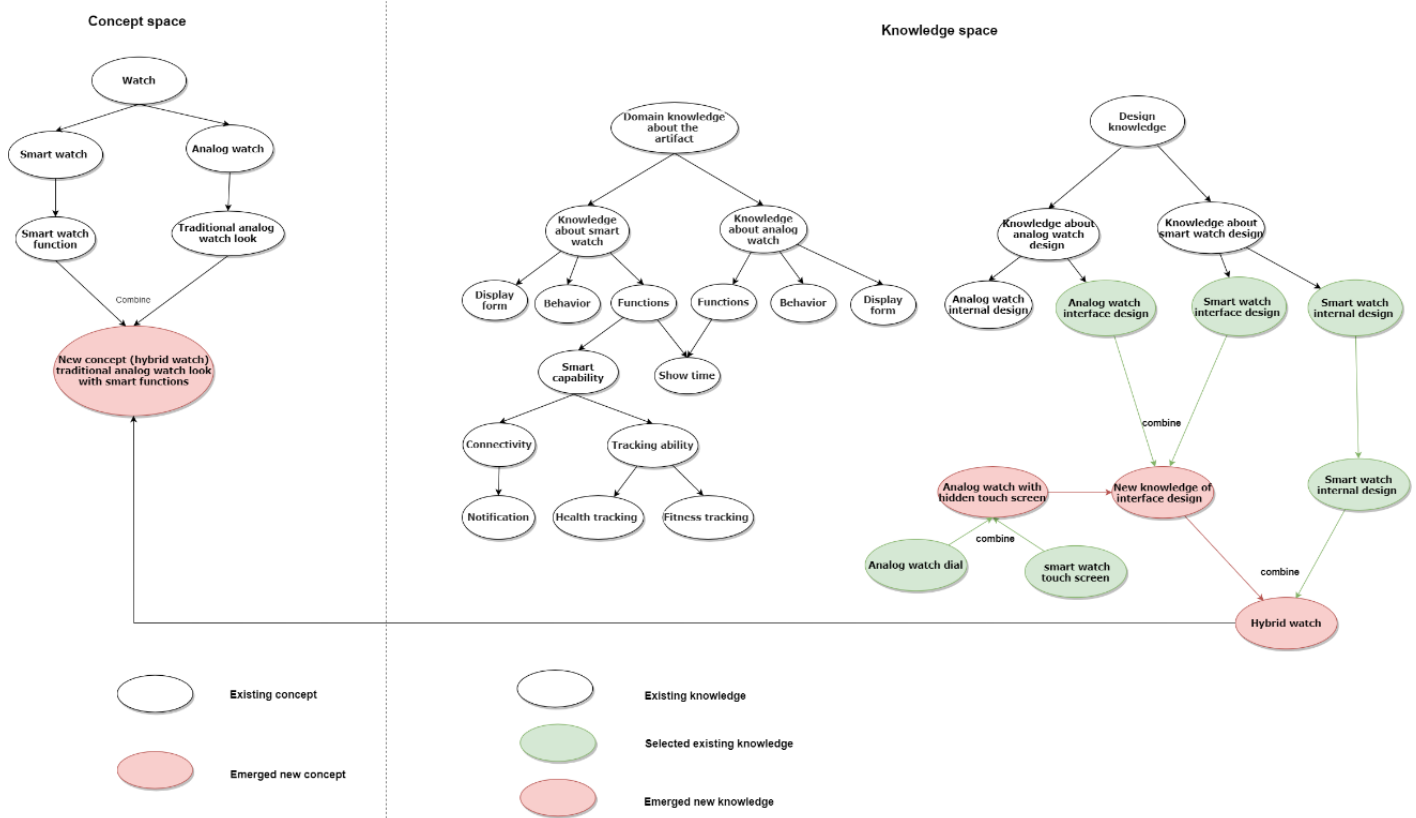 Concept space
Knowledge space
Watch
Smart watch
Analog watch
Smart watch
function
Traditional analog
watch look
Combine
New concept (hybrid watch)
traditional analog watch look
with smart functions
Domain knowledge
about the
artifact
Knowledge
about smart
watch
Knowledge
about analog
watch
Display
form
Behavior
Functions
Functions
Behavior
Display
form
Smart
capability
Show time
Connectivity
Tracking ability
Notification
Health tracking
Fitness tracking
Design
knowledge
Knowledge about
analog watch
design
Knowledge about
smart watch design
Analog watch
internal design
Analog watch
interface design
Smart watch
interface design
Smart watch
internal design
combine
Analog watch with
hidden touch screen
New knowledge of
interface design
Smart watch
internal design
combine
Analog watch dial
smart watch
touch screen
combine
Hybrid watch
Existing concept
Emerged new concept
Existing knowledge
Selected existing knowledge
Emerged new knowledge